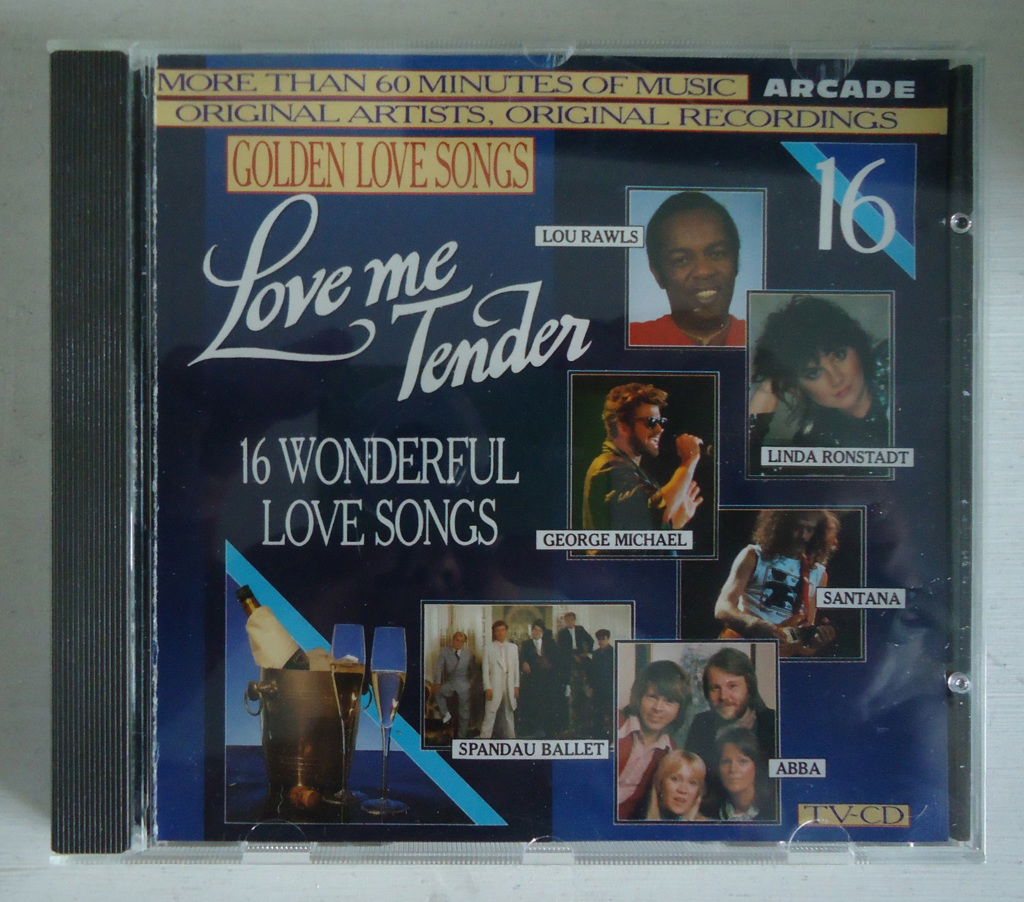 MORE THAN 60 MINUTES OF MUSIC
ARCADE
ORIGINAL ARTISTS, ORIGINAL RECORDINGS
GOLDEN LOVE SONGS
16
Love me
Tender
LOU RAWLS
LINDA RONSTADT
16 WONDERFUL
LOVE SONGS
GEORGE MICHAEL
SANTANA
SPANDAU BALLET
ABBA
TV-CD